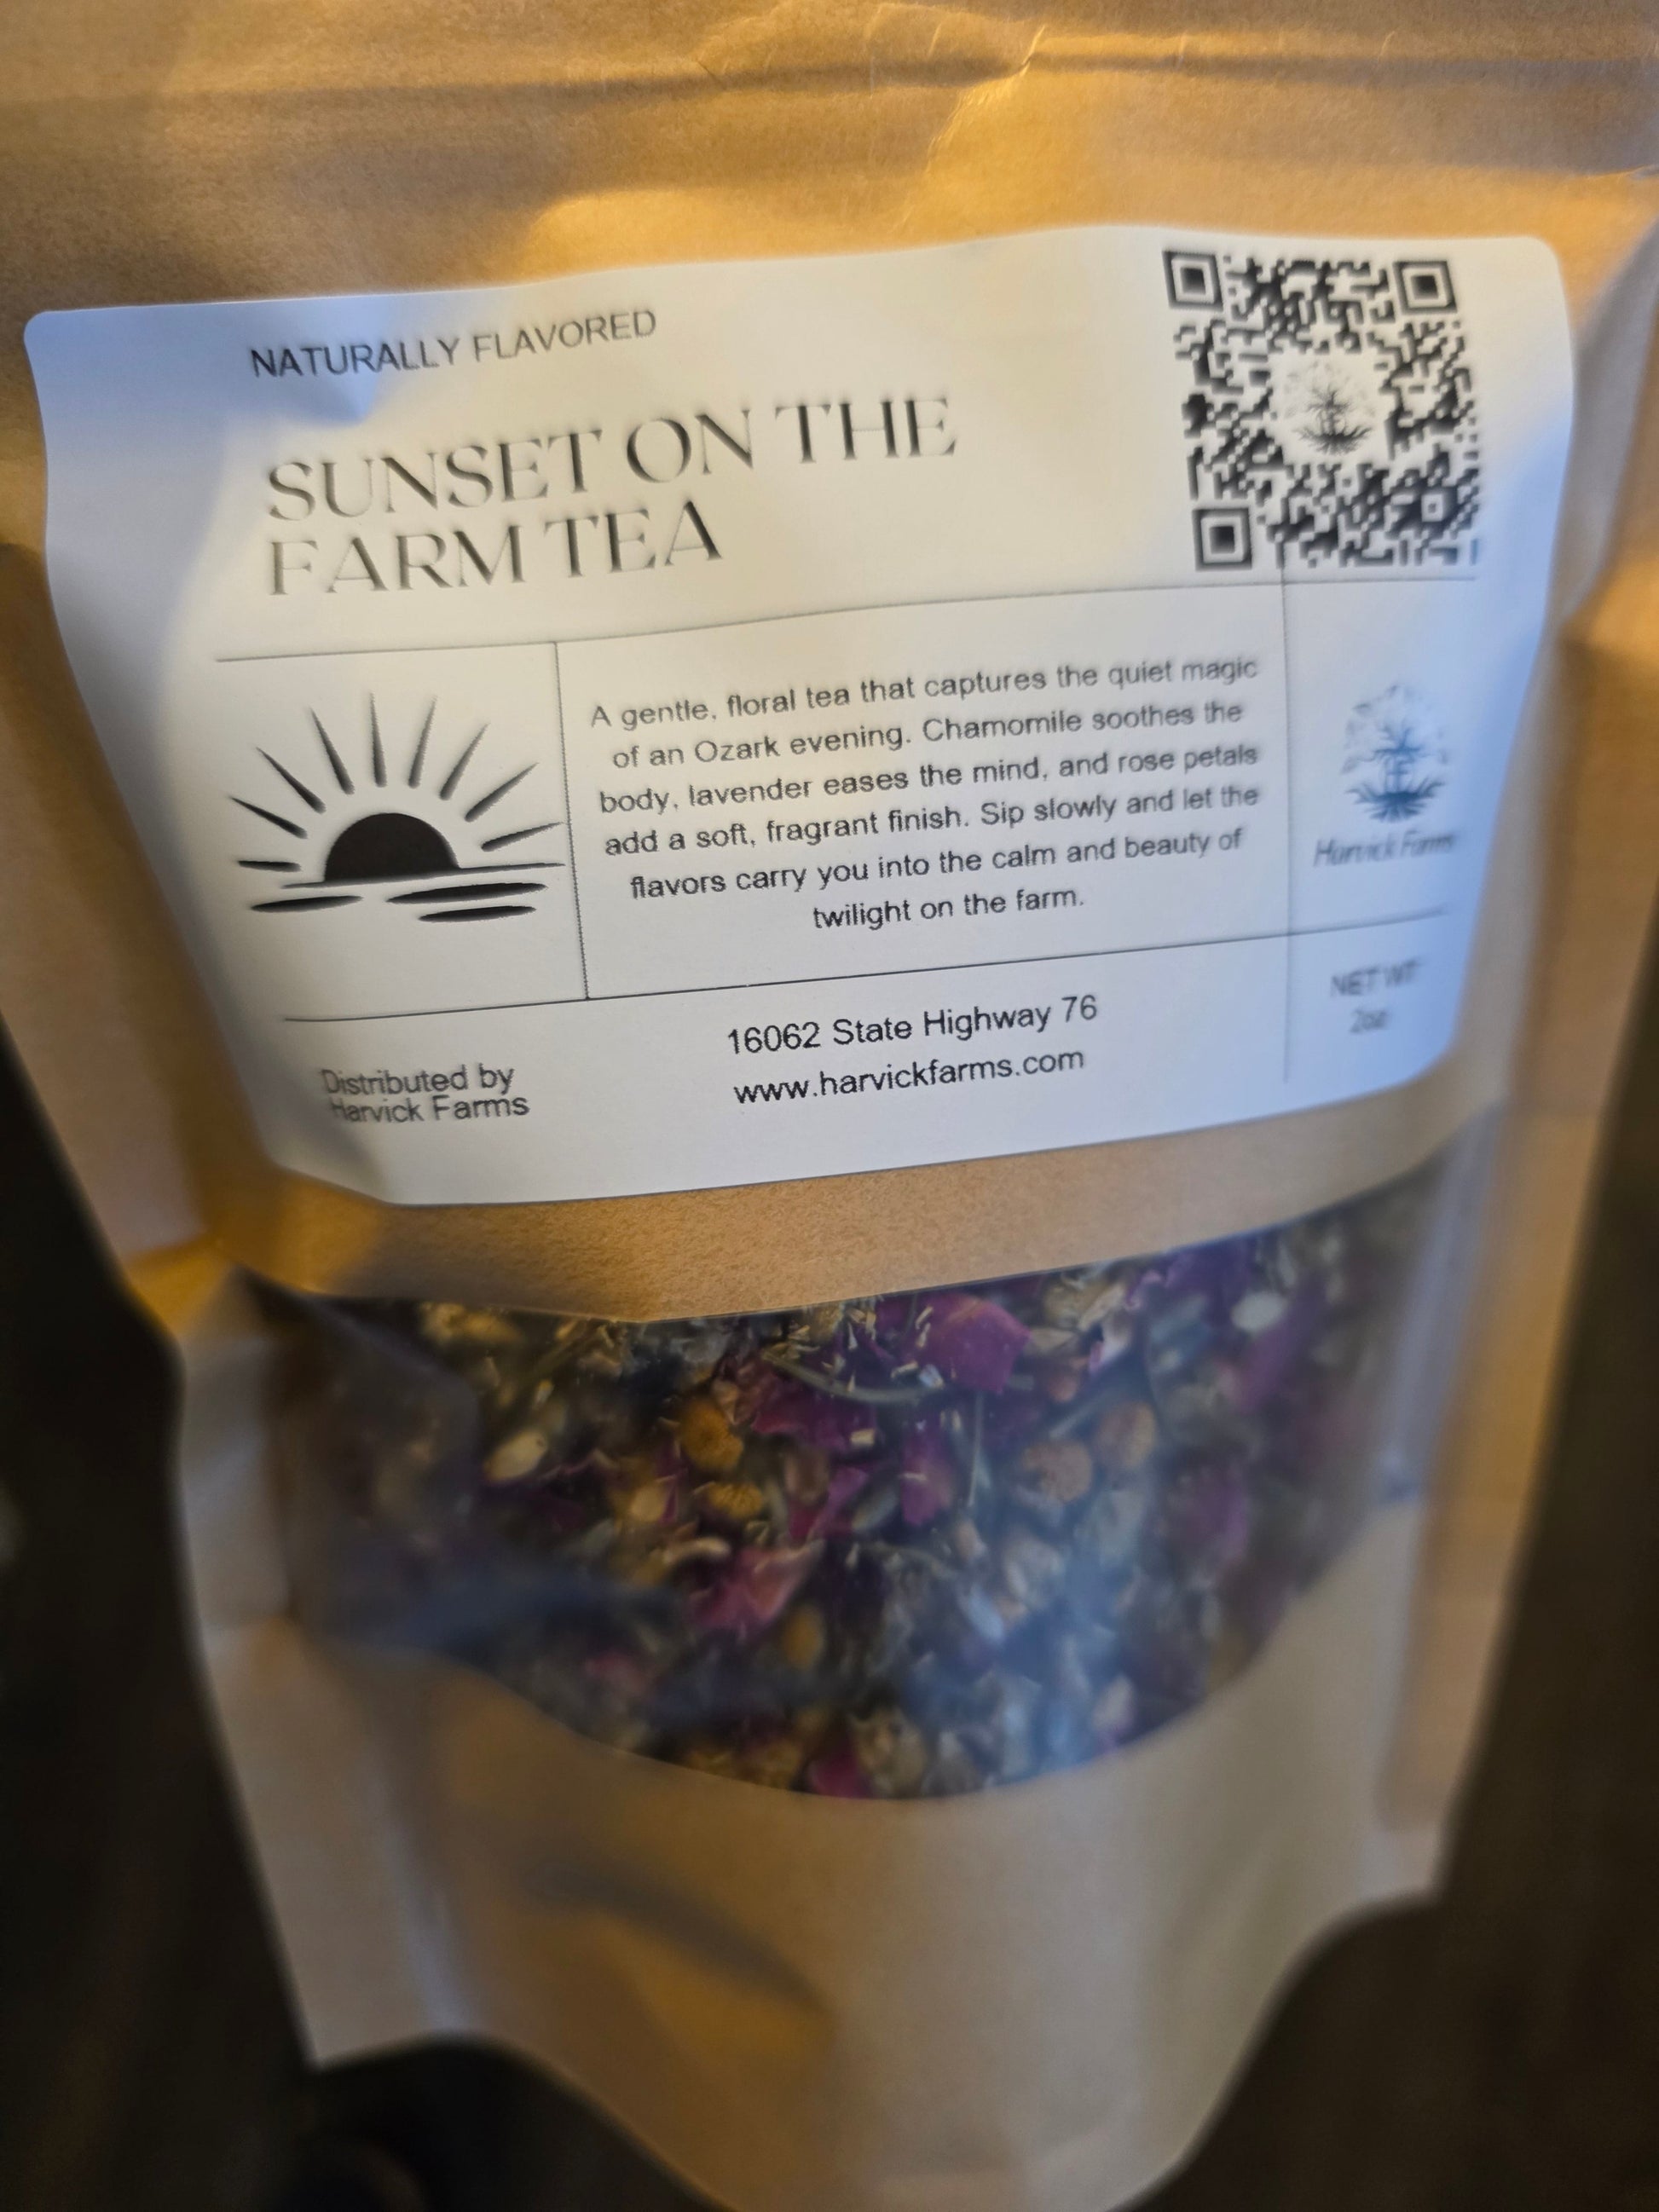 NATURALLY FLAVORED
SUNSET ON THE
FARM TEA
A gentle, floral tea that captures the quiet magic
of an Ozark evening. Chamomile soothes the
body, lavender eases the mind, and rose petals
add a soft, fragrant finish. Sip slowly and let the
flavors carry you into the calm and beauty of
twilight on the farm.
Harvick Farms
Distributed by
Harvick Farms
16062 State Highway 76
www.harvickfarms.com
NET WT
2oz